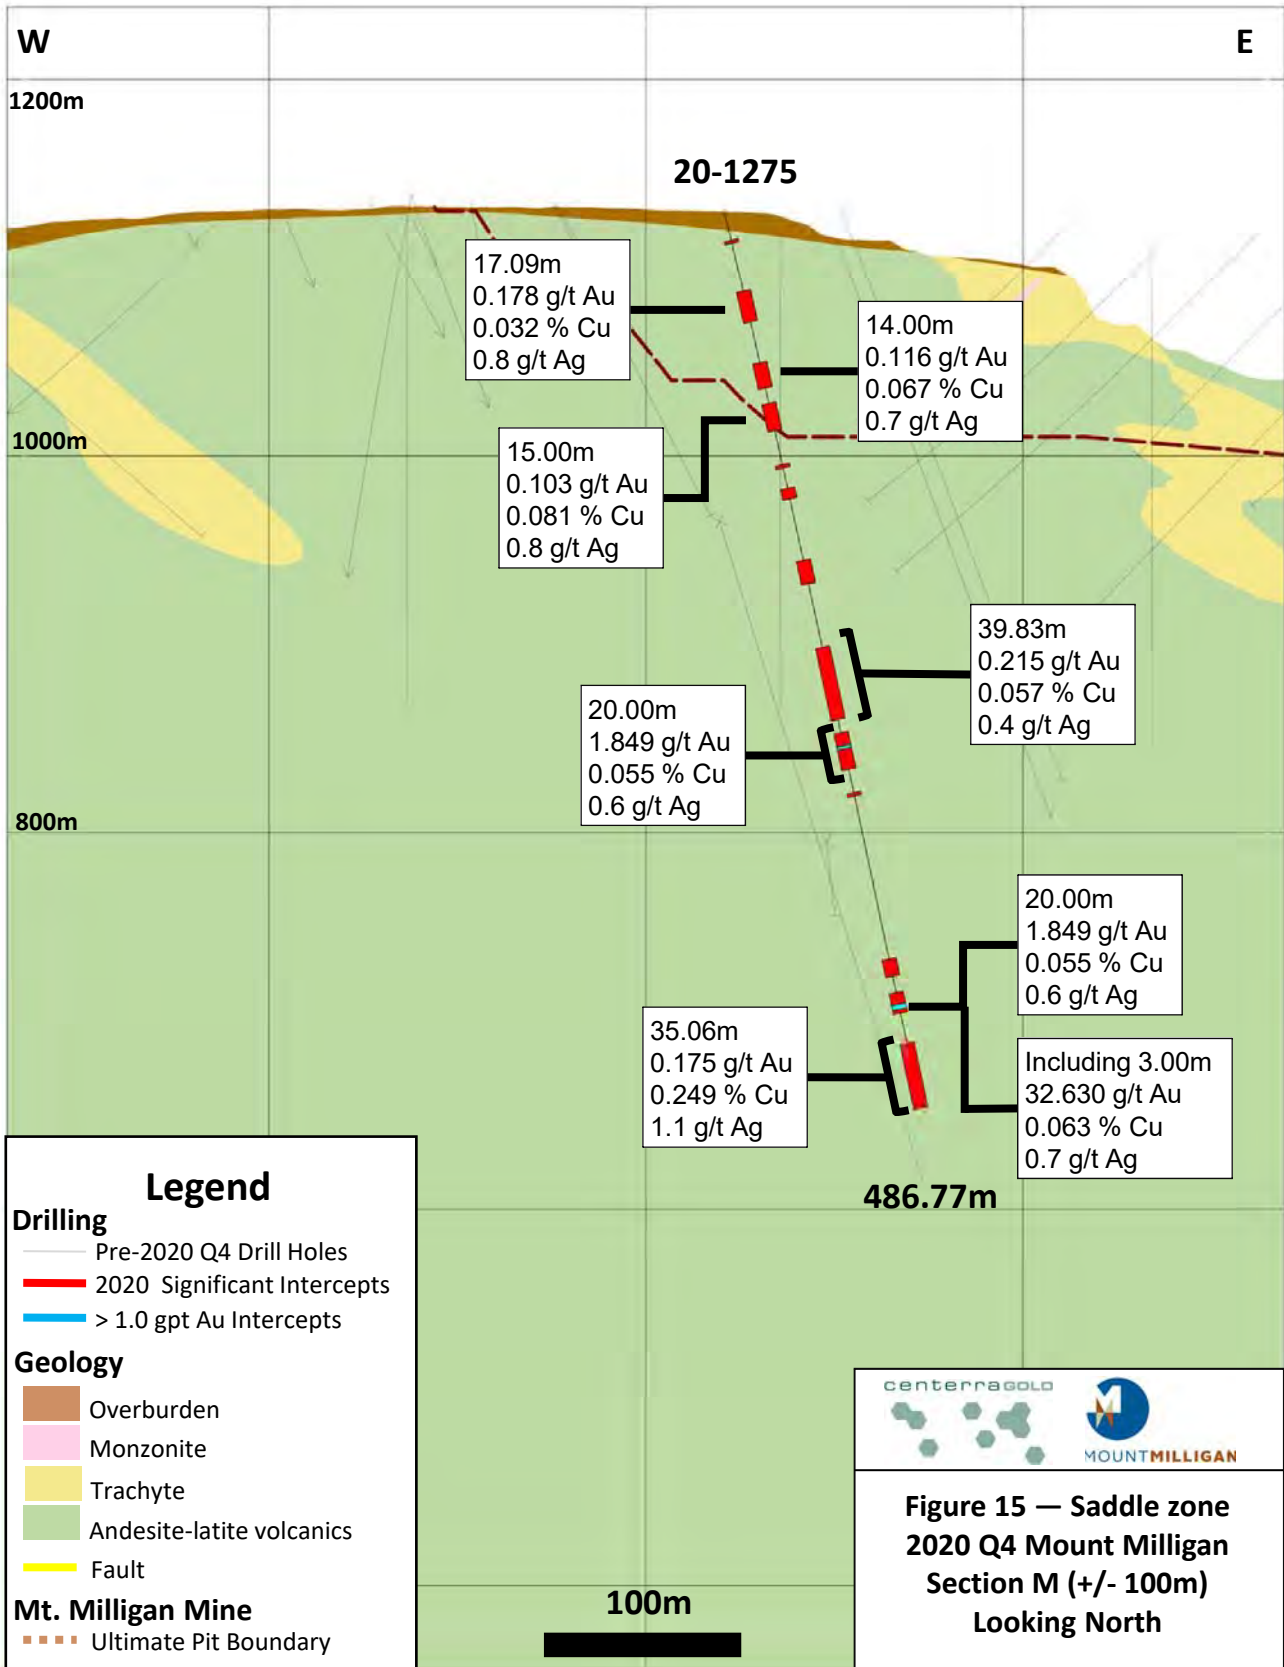 W
E
1200m
20-1275
17.09m
0.178 g/t Au
0.032 % Cu
0.8 g/t Ag
14.00m
0.116 g/t Au
0.067 % Cu
0.7 g/t Ag
1000m
15.00m
0.103 g/t Au
0.081 % Cu
0.8 g/t Ag
39.83m
0.215 g/t Au
0.057 % Cu
0.4 g/t Ag
20.00m
1.849 g/t Au
0.055 % Cu
0.6 g/t Ag
800m
20.00m
1.849 g/t Au
0.055 % Cu
0.6 g/t Ag
35.06m
0.175 g/t Au
0.249 % Cu
1.1 g/t Ag
Including 3.00m
32.630 g/t Au
0.063 % Cu
0.7 g/t Ag
486.77m
Legend
Drilling
Pre-2020 Q4 Drill Holes
2020 Significant Intercepts
> 1.0 gpt Au Intercepts
Geology
Overburden
Monzonite
Trachyte
Andesite-latite volcanics
Fault
Mt. Milligan Mine
Ultimate Pit Boundary
100m
centerraGOLD
MOUNTMILLIGAN
Figure 15 — Saddle zone
2020 Q4 Mount Milligan
Section M (+/- 100m)
Looking North